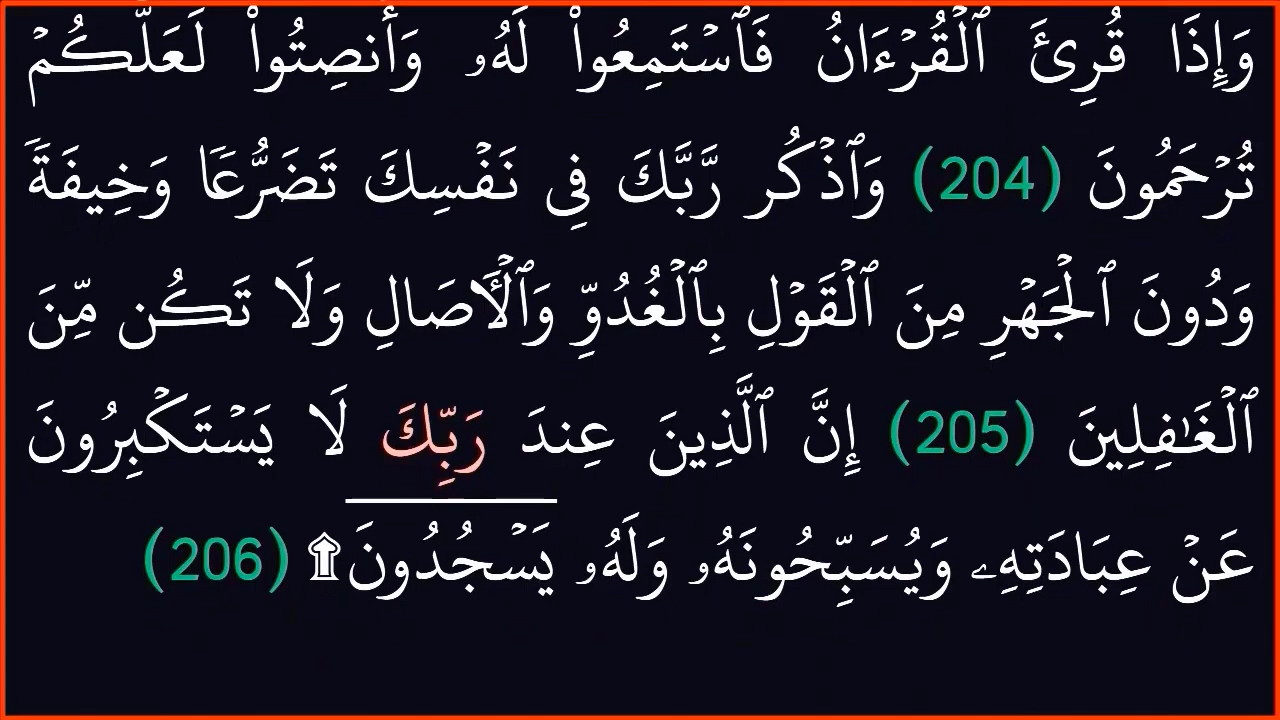 وَإِذَا قُرِئَ ٱلۡقُرۡءَانُ فَٱسۡتَمِعُواْ لَهُۥ وَأَنصِتُواْ لَعَلَّكُمۡ
تُرۡحَمُونَ (204) وَٱذۡكُر رَّبَّكَ فِي نَفۡسِكَ تَضَرُّعٗا وَخِيفَةٗ
وَدُونَ ٱلۡجَهۡرِ مِنَ ٱلۡقَوۡلِ بِٱلۡغُدُوِّ وَٱلۡأٓصَالِ وَلَا تَكُن مِّنَ
ٱلۡغَٰفِلِينَ (205) إِنَّ ٱلَّذِينَ عِندَ رَبِّكَ لَا يَسۡتَكۡبِرُونَ
عَنۡ عِبَادَتِهِۦ وَيُسَبِّحُونَهُۥ وَلَهُۥ يَسۡجُدُونَۤ۩ (206)